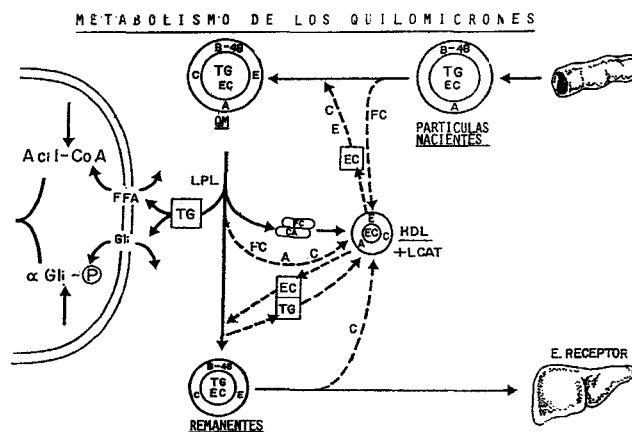 METABOLISMO DE LOS QUILOMICRONES
B-48
C TG E
EC
A
QM
B-48
TG
EC
A
PARTICULAS
NACIENTES
C
E
FC
EC
Acil-CoA
LPL
FFA
TG
Gli
α Gli~P
FC
CA
E
EC
A C
HDL
+LCAT
FC A C
EC
TG
C
B-48
TG
C EC E
REMANENTES
E. RECEPTOR